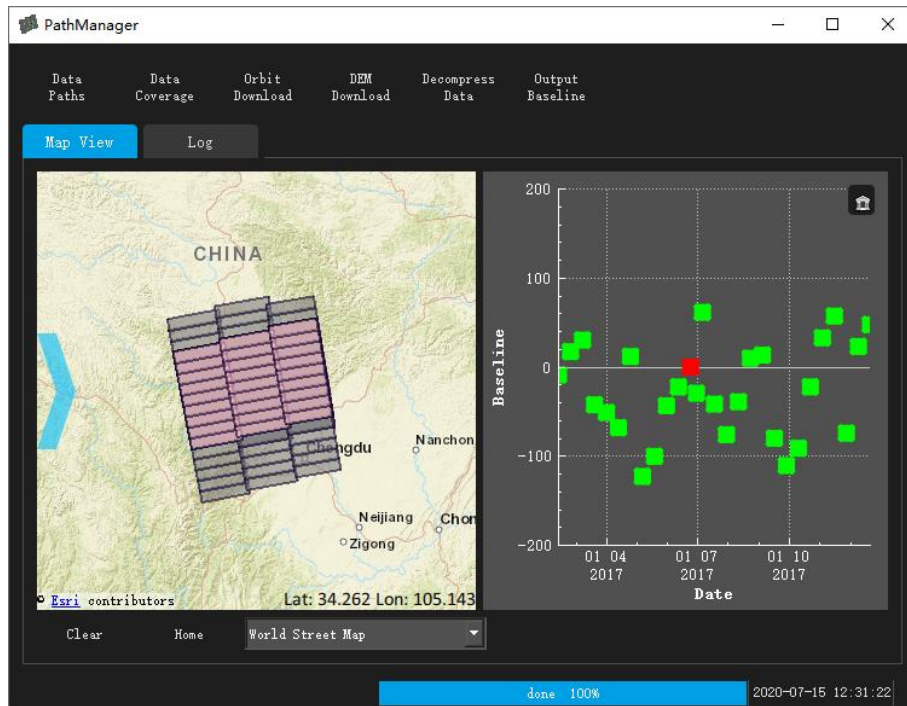 PathManager
Data Paths
Data Coverage
Orbit Download
DEM Download
Decompress Data
Output Baseline
Map View
Log
CHINA
Chengdu
Nanchon
Neijiang
Chon
Zigong
© Esri contributors
Lat: 34.262 Lon: 105.143
200
100
0
-100
-200
Baseline
01 04
2017
01 07
2017
01 10
2017
Date
Clear
Home
World Street Map
done 100%
2020-07-15 12:31:22